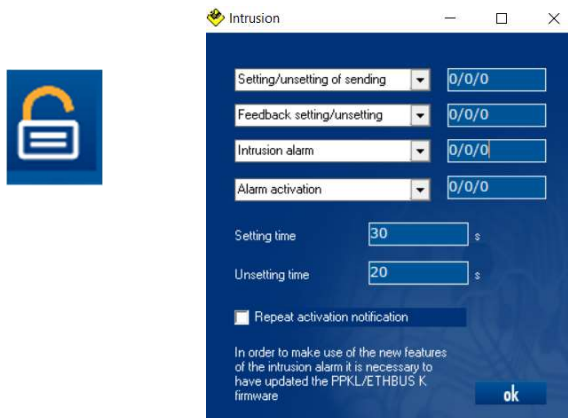 Intrusion
Setting/unsetting of sending 0/0/0
Feedback setting/unsetting 0/0/0
Intrusion alarm 0/0/0
Alarm activation 0/0/0
Setting time 30 s
Unsetting time 20 s
Repeat activation notification
In order to make use of the new features
of the intrusion alarm it is necessary to
have updated the PPKL/ETHBUS K
firmware
ok